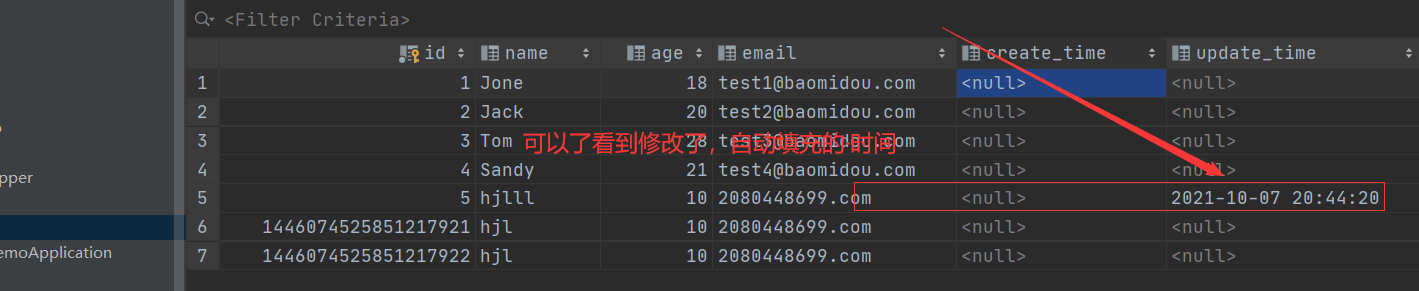 <Filter Criteria>
id name age email create_time update_time
1 1 Jone 18 test1@baomidou.com <null> <null>
2 2 Jack 20 test2@baomidou.com <null> <null>
3 3 Tom 28 test3@baomidou.com <null> <null>
可以了看到修改了，自动填充的时间
4 4 Sandy 21 test4@baomidou.com <null> <null>
pper
5 5 hjlll 10 2080448699.com <null> 2021-10-07 20:44:20
6 1446074525851217921 hjl 10 2080448699.com <null> <null>
emoApplication
7 1446074525851217922 hjl 10 2080448699.com <null> <null>